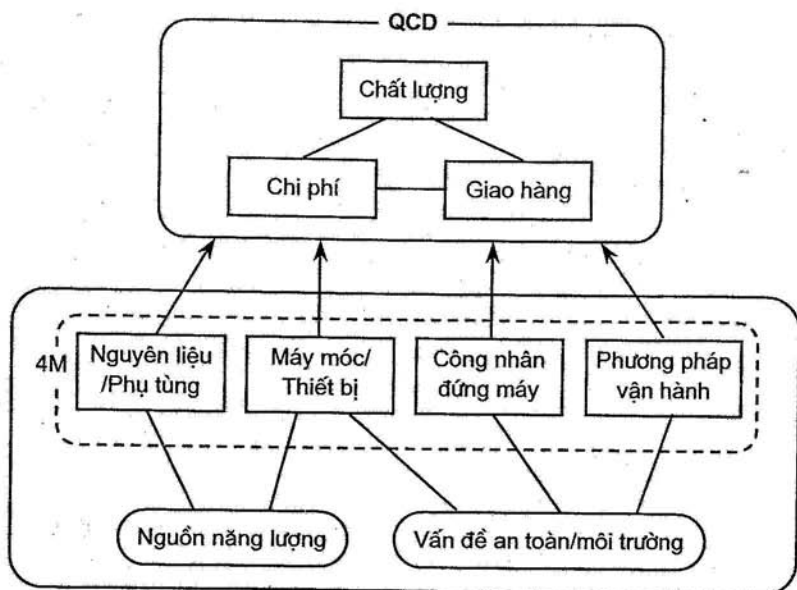 QCD
Chất lượng
Chi phí
Giao hàng
4M
Nguyên liệu
/Phụ tùng
Máy móc/
Thiết bị
Công nhân
đứng máy
Phương pháp
vận hành
Nguồn năng lượng
Vấn đề an toàn/môi trường